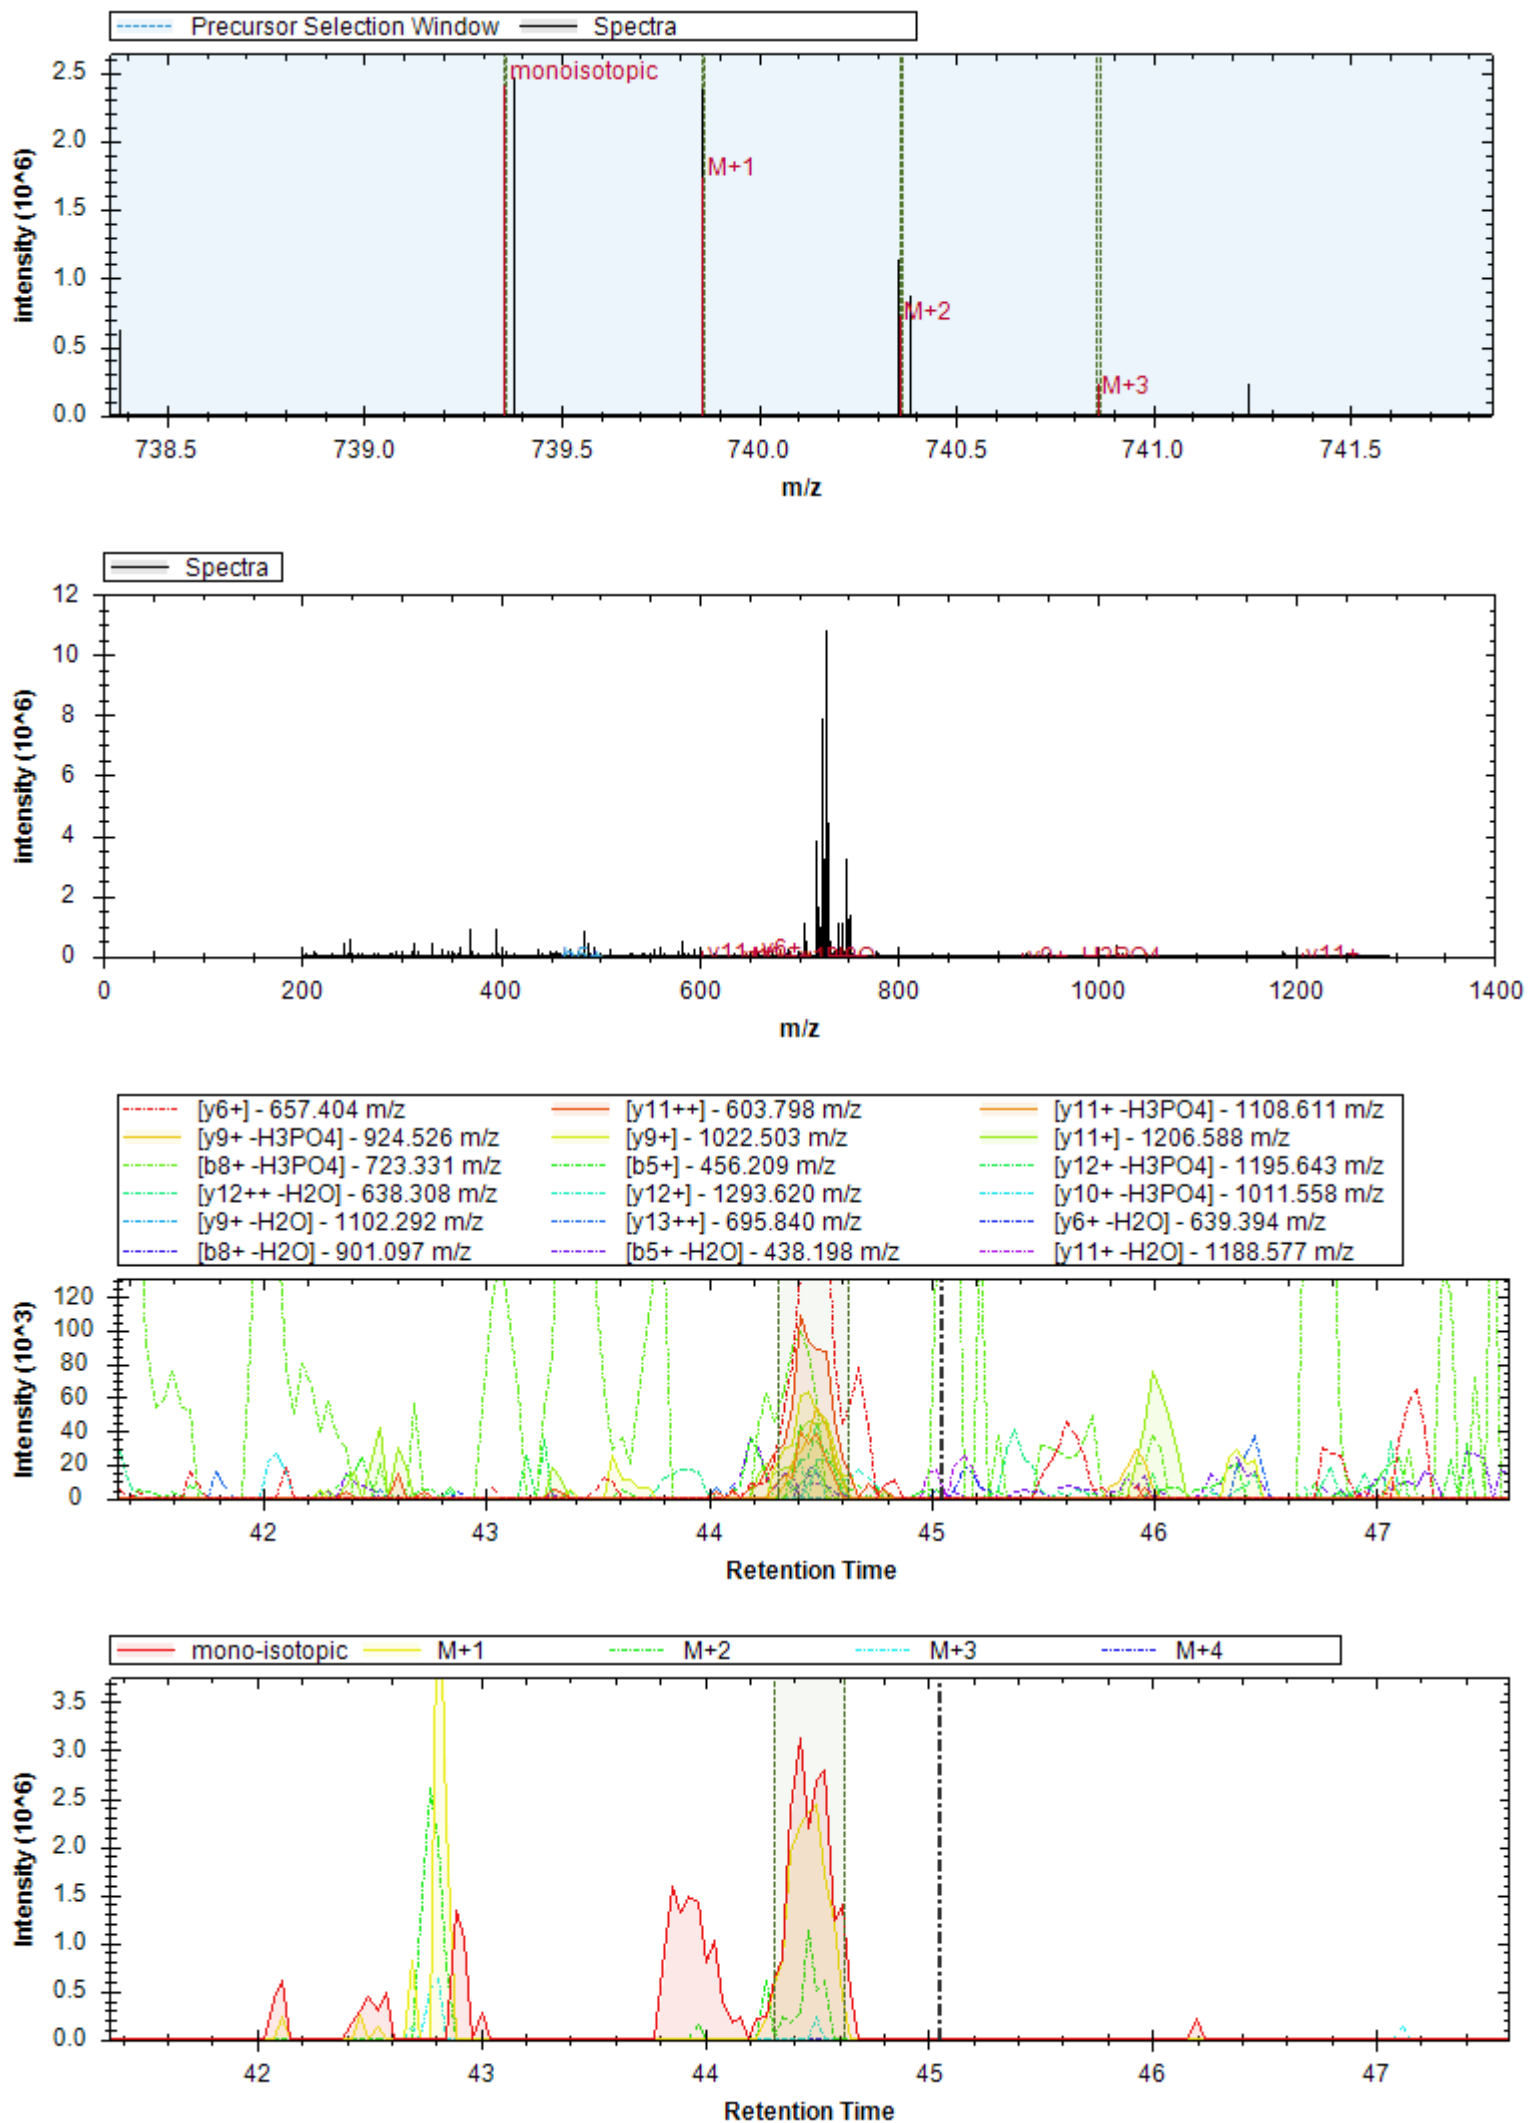 Precursor Selection Window Spectra
monoisotopic
M+1
M+2
M+3
2.5
2.0
1.5
1.0
0.5
0.0
intensity (10^6)
738.5 739.0 739.5 740.0 740.5 741.0 741.5
m/z
Spectra
12
10
8
6
4
2
0
intensity (10^6)
y6+
y11+
0 200 400 600 800 1000 1200 1400
m/z
[y6+] - 657.404 m/z [y11++] - 603.798 m/z [y11+ -H3PO4] - 1108.611 m/z
[y9+ -H3PO4] - 924.526 m/z [y9+] - 1022.503 m/z [y11+] - 1206.588 m/z
[b8+ -H3PO4] - 723.331 m/z [b5+] - 456.209 m/z [y12+ -H3PO4] - 1195.643 m/z
[y12++ -H2O] - 638.308 m/z [y12+] - 1293.620 m/z [y10+ -H3PO4] - 1011.558 m/z
[y9+ -H2O] - 1102.292 m/z [y13++] - 695.840 m/z [y6+ -H2O] - 639.394 m/z
[b8+ -H2O] - 901.097 m/z [b5+ -H2O] - 438.198 m/z [y11+ -H2O] - 1188.577 m/z
120
100
80
60
40
20
0
Intensity (10^3)
42 43 44 45 46 47
Retention Time
mono-isotopic M+1 M+2 M+3 M+4
3.5
3.0
2.5
2.0
1.5
1.0
0.5
0.0
Intensity (10^6)
42 43 44 45 46 47
Retention Time